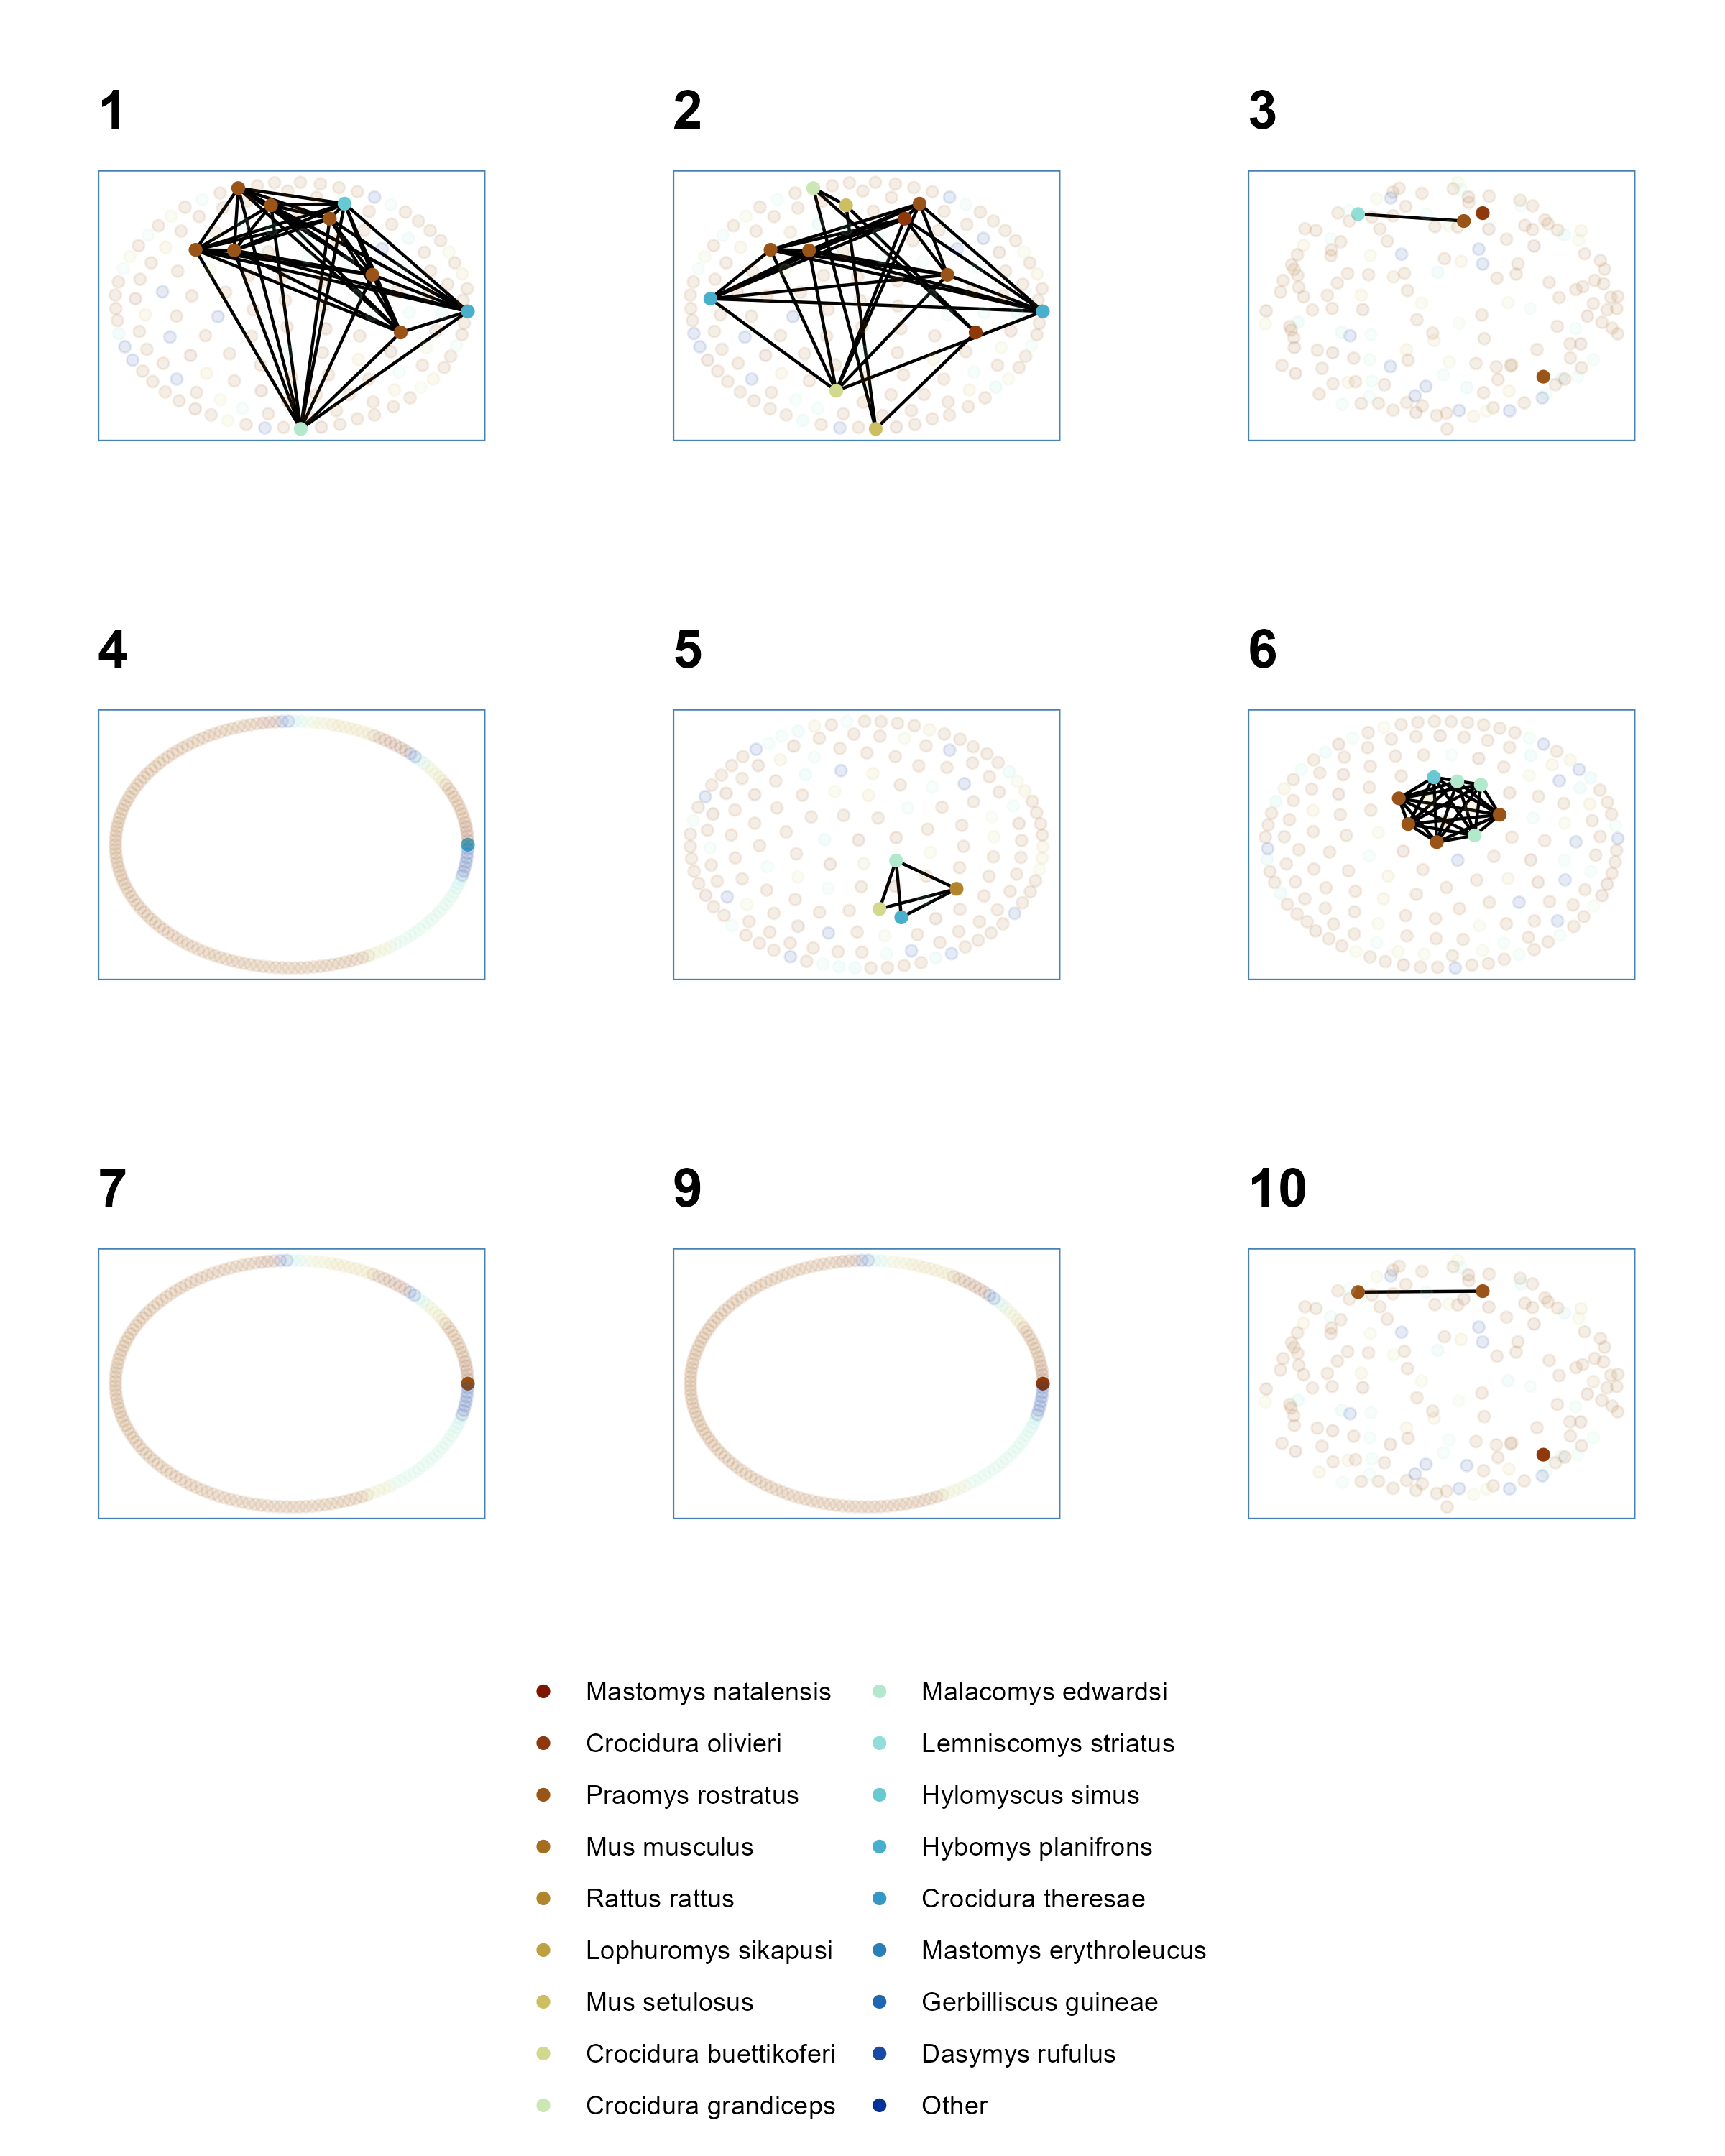 1
2
3
4
5
6
7
9
10
Mastomys natalensis
Crocidura olivieri
Praomys rostratus
Mus musculus
Rattus rattus
Lophuromys sikapusi
Mus setulosus
Crocidura buettikoferi
Crocidura grandiceps
Malacomys edwardsi
Lemniscomys striatus
Hylomyscus simus
Hybomys planifrons
Crocidura theresae
Mastomys erythroleucus
Gerbilliscus guineae
Dasymys rufulus
Other